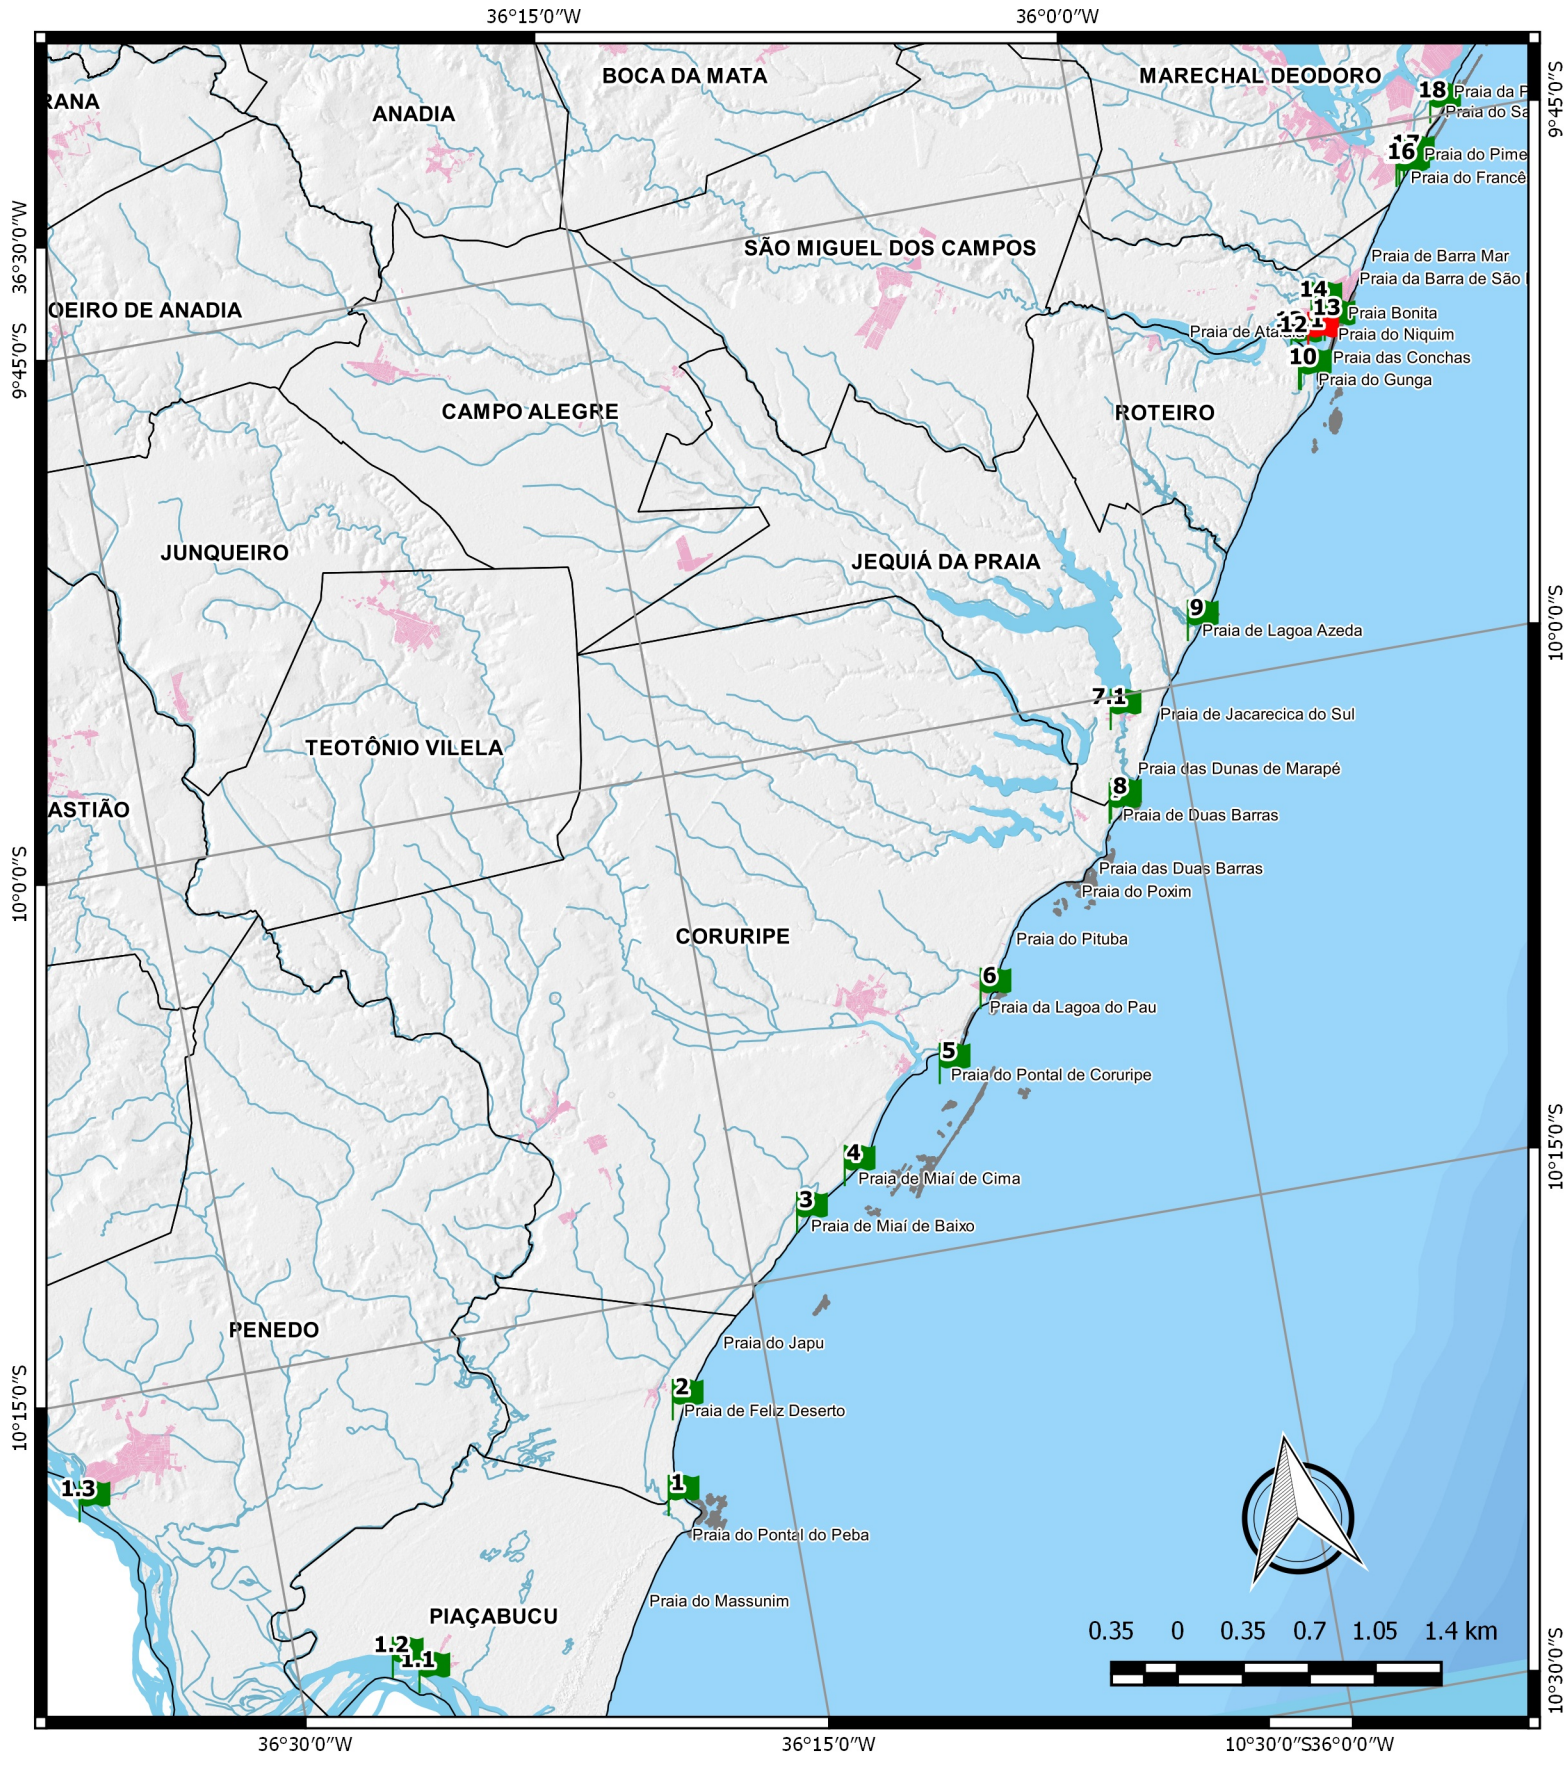 36°15'0"W
36°0'0"W
BOCA DA MATA
MARECHAL DEODORO
RANA
ANADIA
18
Praia da P
Praia do Sa
9°45'0"S
17
16
Praia do Pime
Praia do Francê
36°30'0"W
SÃO MIGUEL DOS CAMPOS
Praia de Barra Mar
Praia da Barra de São
14
13
OEIRO DE ANADIA
Praia Bonita
12
Praia de
Praia do Niquim
9°45'0"S
10
Praia das Conchas
Praia do Gunga
CAMPO ALEGRE
ROTEIRO
JUNQUEIRO
JEQUIÁ DA PRAIA
9
Praia de Lagoa Azeda
10°0'0"S
7.1
Praia de Jacarecica do Sul
TEOTÔNIO VILELA
Praia das Dunas de Marapé
8
ASTIÃO
Praia de Duas Barras
Praia das Duas Barras
10°0'0"S
Praia do Poxim
CORURIPE
Praia do Pituba
6
Praia da Lagoa do Pau
5
Praia do Pontal de Coruripe
10°15'0"S
4
Praia de Miaí de Cima
3
Praia de Miaí de Baixo
PENEDO
Praia do Japu
10°15'0"S
2
Praia de Feliz Deserto
1.3
1
Praia do Pontal do Peba
Praia do Massunim
PIAÇABUCU
1.2
1.1
0.35 0 0.35 0.7 1.05 1.4 km
10°30'0"S
36°30'0"W
36°15'0"W
10°30'0"S36°0'0"W